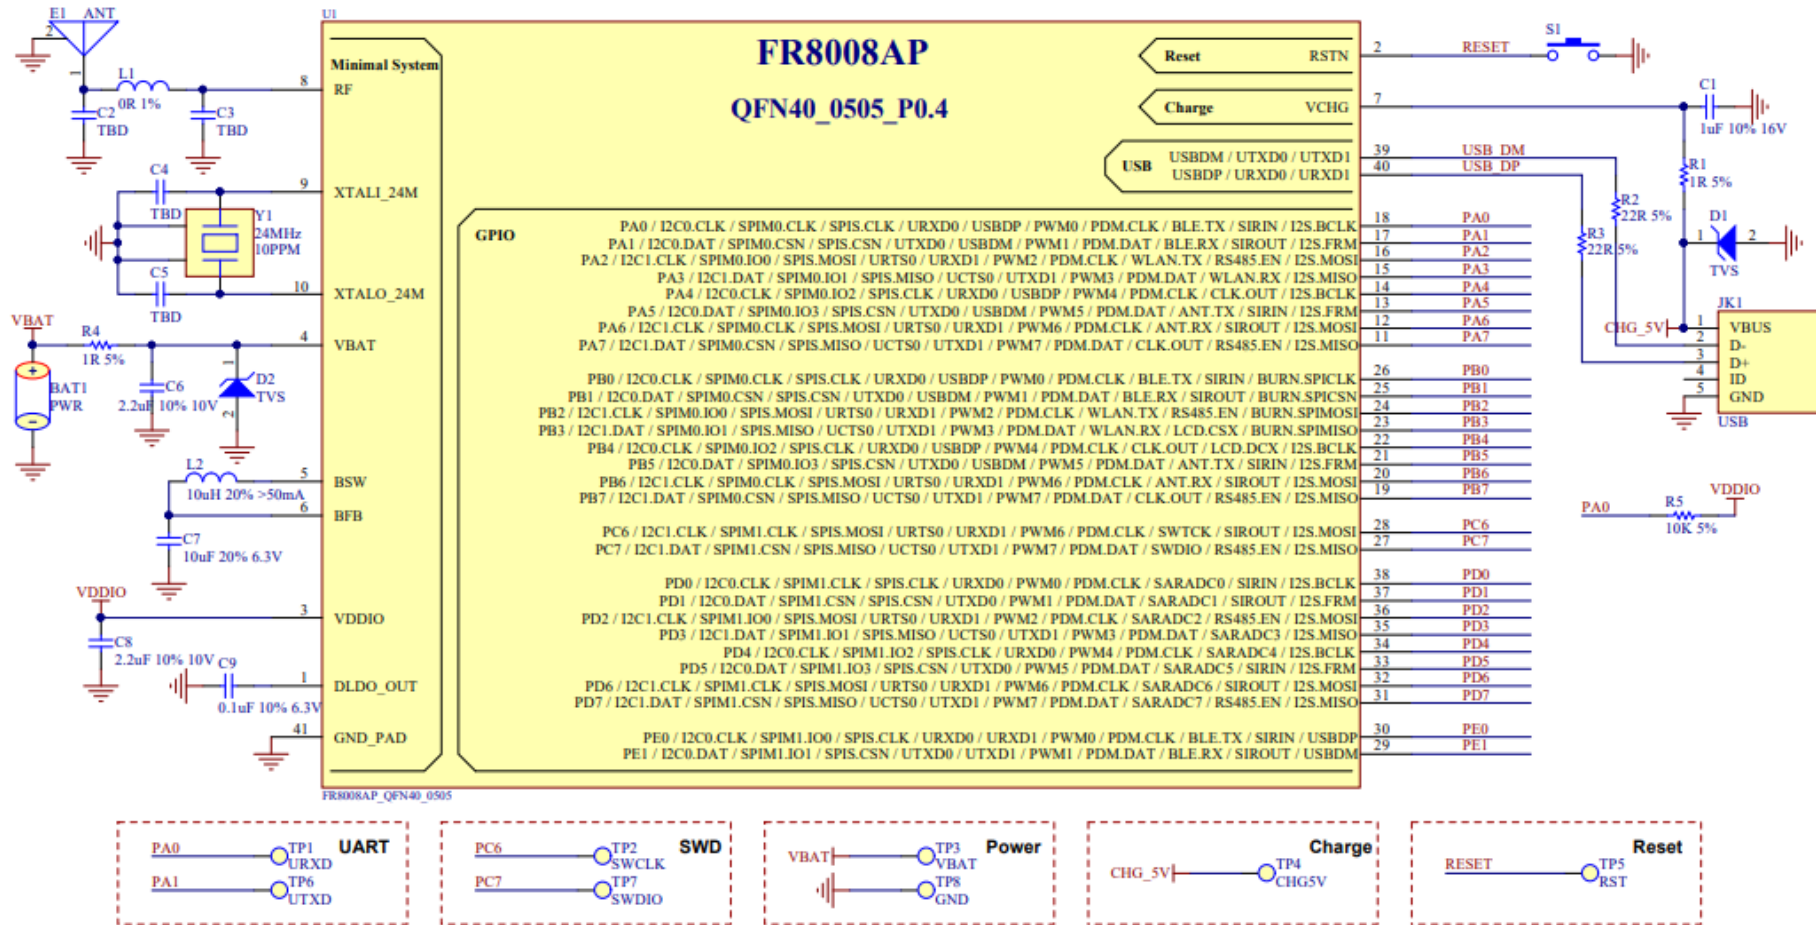 E1 ANT
2
1
L1
0R 1%
C2
TBD
C3
TBD
8
C4
TBD
9
Y1
24MHz
10PPM
C5
TBD
10
VBAT
R4
1R 5%
4
BAT1
PWR
C6
2.2uF 10% 10V
1
D2
TVS
2
L2
10uH 20% >50mA
5
6
C7
10uF 20% 6.3V
VDDIO
3
C8
2.2uF 10% 10V
C9
0.1uF 10% 6.3V
1
41
U1
Minimal System
RF
XTALI_24M
XTALO_24M
VBAT
BSW
BFB
VDDIO
DLDO_OUT
GND_PAD
FR8008AP_QFN40_0505
FR8008AP
QFN40_0505_P0.4
Reset RSTN
Charge VCHG
USB
USBDM / UTXD0 / UTXD1
USBDP / URXD0 / URXD1
GPIO
PA0 / I2C0.CLK / SPIM0.CLK / SPIS.CLK / URXD0 / USBDP / PWM0 / PDM.CLK / BLE.TX / SIRIN / I2S.BCLK
PA1 / I2C0.DAT / SPIM0.CSN / SPIS.CSN / UTXD0 / USBDM / PWM1 / PDM.DAT / BLE.RX / SIROUT / I2S.FRM
PA2 / I2C1.CLK / SPIM0.IO0 / SPIS.MOSI / URTS0 / URXD1 / PWM2 / PDM.CLK / WLAN.TX / RS485.EN / I2S.MOSI
PA3 / I2C1.DAT / SPIM0.IO1 / SPIS.MISO / UCTS0 / UTXD1 / PWM3 / PDM.DAT / WLAN.RX / I2S.MISO
PA4 / I2C0.CLK / SPIM0.IO2 / SPIS.CLK / URXD0 / USBDP / PWM4 / PDM.CLK / CLK.OUT / I2S.BCLK
PA5 / I2C0.DAT / SPIM0.IO3 / SPIS.CSN / UTXD0 / USBDM / PWM5 / PDM.DAT / ANT.TX / SIRIN / I2S.FRM
PA6 / I2C1.CLK / SPIM0.CLK / SPIS.MOSI / URTS0 / URXD1 / PWM6 / PDM.CLK / ANT.RX / SIROUT / I2S.MOSI
PA7 / I2C1.DAT / SPIM0.CSN / SPIS.MISO / UCTS0 / UTXD1 / PWM7 / PDM.DAT / CLK.OUT / RS485.EN / I2S.MISO
PB0 / I2C0.CLK / SPIM0.CLK / SPIS.CLK / URXD0 / USBDP / PWM0 / PDM.CLK / BLE.TX / SIRIN / BURN.SPICLK
PB1 / I2C0.DAT / SPIM0.CSN / SPIS.CSN / UTXD0 / USBDM / PWM1 / PDM.DAT / BLE.RX / SIROUT / BURN.SPICSN
PB2 / I2C1.CLK / SPIM0.IO0 / SPIS.MOSI / URTS0 / URXD1 / PWM2 / PDM.CLK / WLAN.TX / RS485.EN / BURN.SPIMOSI
PB3 / I2C1.DAT / SPIM0.IO1 / SPIS.MISO / UCTS0 / UTXD1 / PWM3 / PDM.DAT / WLAN.RX / LCD.CSX / BURN.SPIMISO
PB4 / I2C0.CLK / SPIM0.IO2 / SPIS.CLK / URXD0 / USBDP / PWM4 / PDM.CLK / CLK.OUT / LCD.DCX / I2S.BCLK
PB5 / I2C0.DAT / SPIM0.IO3 / SPIS.CSN / UTXD0 / USBDP / PWM5 / PDM.DAT / ANT.TX / SIRIN / I2S.FRM
PB6 / I2C1.CLK / SPIM0.CLK / SPIS.MOSI / URTS0 / URXD1 / PWM6 / PDM.CLK / ANT.RX / SIROUT / I2S.MOSI
PB7 / I2C1.DAT / SPIM0.CSN / SPIS.MISO / UCTS0 / UTXD1 / PWM7 / PDM.DAT / CLK.OUT / RS485.EN / I2S.MISO
PC6 / I2C1.CLK / SPIM1.CLK / SPIS.MOSI / URTS0 / URXD1 / PWM6 / PDM.CLK / SWTCK / SIROUT / I2S.MOSI
PC7 / I2C1.DAT / SPIM1.CSN / SPIS.MISO / UCTS0 / UTXD1 / PWM7 / PDM.DAT / SWDIO / RS485.EN / I2S.MISO
PD0 / I2C0.CLK / SPIM1.CLK / SPIS.CLK / URXD0 / PWM0 / PDM.CLK / SARADC0 / SIRIN / I2S.BCLK
PD1 / I2C0.DAT / SPIM1.CSN / SPIS.CSN / UTXD0 / PWM1 / PDM.DAT / SARADC1 / SIROUT / I2S.FRM
PD2 / I2C1.CLK / SPIM1.IO0 / SPIS.MOSI / URTS0 / URXD1 / PWM2 / PDM.CLK / SARADC2 / RS485.EN / I2S.MOSI
PD3 / I2C1.DAT / SPIM1.IO1 / SPIS.MISO / UCTS0 / UTXD1 / PWM3 / PDM.DAT / SARADC3 / I2S.MISO
PD4 / I2C0.CLK / SPIM1.IO2 / SPIS.CLK / URXD0 / PWM4 / PDM.CLK / SARADC4 / I2S.BCLK
PD5 / I2C0.DAT / SPIM1.IO3 / SPIS.CSN / UTXD0 / PWM5 / PDM.DAT / SARADC5 / SIRIN / I2S.FRM
PD6 / I2C1.CLK / SPIM1.CLK / SPIS.MOSI / URTS0 / URXD1 / PWM6 / PDM.CLK / SARADC6 / SIROUT / I2S.MOSI
PD7 / I2C1.DAT / SPIM1.CSN / SPIS.MISO / UCTS0 / UTXD1 / PWM7 / PDM.DAT / SARADC7 / RS485.EN / I2S.MISO
PE0 / I2C0.CLK / SPIM1.IO0 / SPIS.CLK / URXD0 / URXD1 / PWM0 / PDM.CLK / BLE.TX / SIRIN / USBDP
PE1 / I2C0.DAT / SPIM1.IO1 / SPIS.CSN / UTXD0 / UTXD1 / PWM1 / PDM.DAT / BLE.RX / SIROUT / USBDM
2 RESET
S1
7
C1
1uF 10% 16V
39 USB_DM
40 USB_DP
R1
1R 5%
R2
22R 5%
R3
22R 5%
D1
1 2
TVS
18 PA0
17 PA1
16 PA2
15 PA3
14 PA4
13 PA5
12 PA6
11 PA7
26 PB0
25 PB1
24 PB2
23 PB3
22 PB4
21 PB5
20 PB6
19 PB7
28 PC6
27 PC7
38 PD0
37 PD1
36 PD2
35 PD3
34 PD4
33 PD5
32 PD6
31 PD7
30 PE0
29 PE1
JK1
CHG_5V 1 VBUS
2 D-
3 D+
4 ID
5 GND
USB
VDDIO
PA0 R5
10K 5%
UART
PA0 TP1
URXD
PA1 TP6
UTXD
SWD
PC6 TP2
SWCLK
PC7 TP7
SWDIO
Power
VBAT TP3
VBAT
TP8
GND
Charge
CHG_5V TP4
CHG5V
Reset
RESET TP5
RST